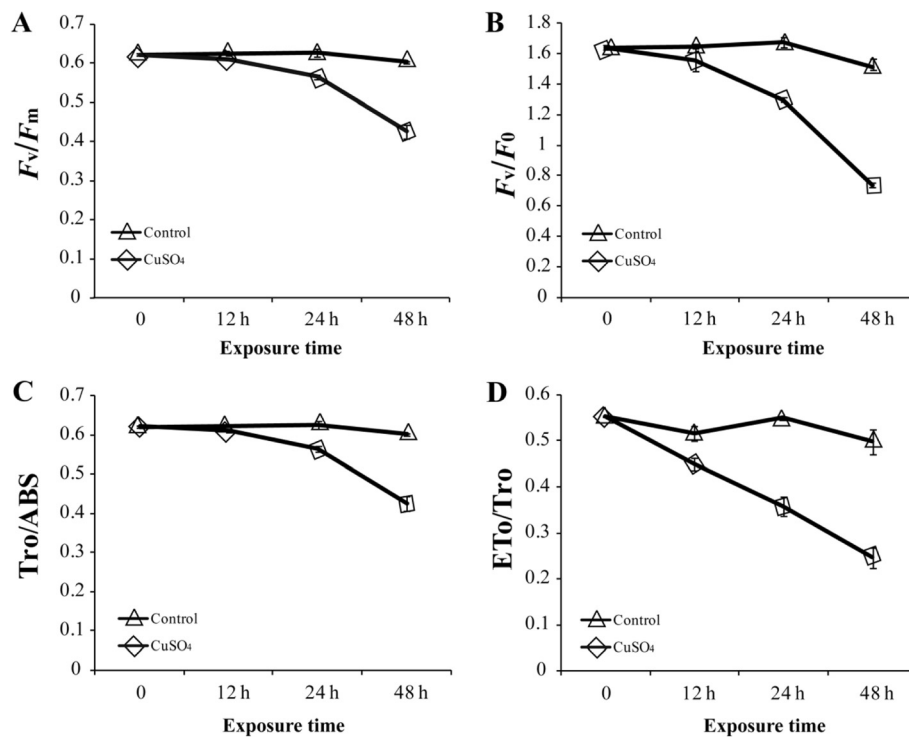 A
Fv/Fm
0.7
0.6
0.5
0.4
0.3
0.2
0.1
0
Control
CuSO4
0 12 h 24 h 48 h
Exposure time
B
Fv/F0
1.8
1.6
1.4
1.2
1
0.8
0.6
0.4
0.2
0
Control
CuSO4
0 12 h 24 h 48 h
Exposure time
C
Tro/ABS
0.7
0.6
0.5
0.4
0.3
0.2
0.1
0
Control
CuSO4
0 12 h 24 h 48 h
Exposure time
D
ETo/Tro
0.6
0.5
0.4
0.3
0.2
0.1
0
Control
CuSO4
0 12 h 24 h 48 h
Exposure time